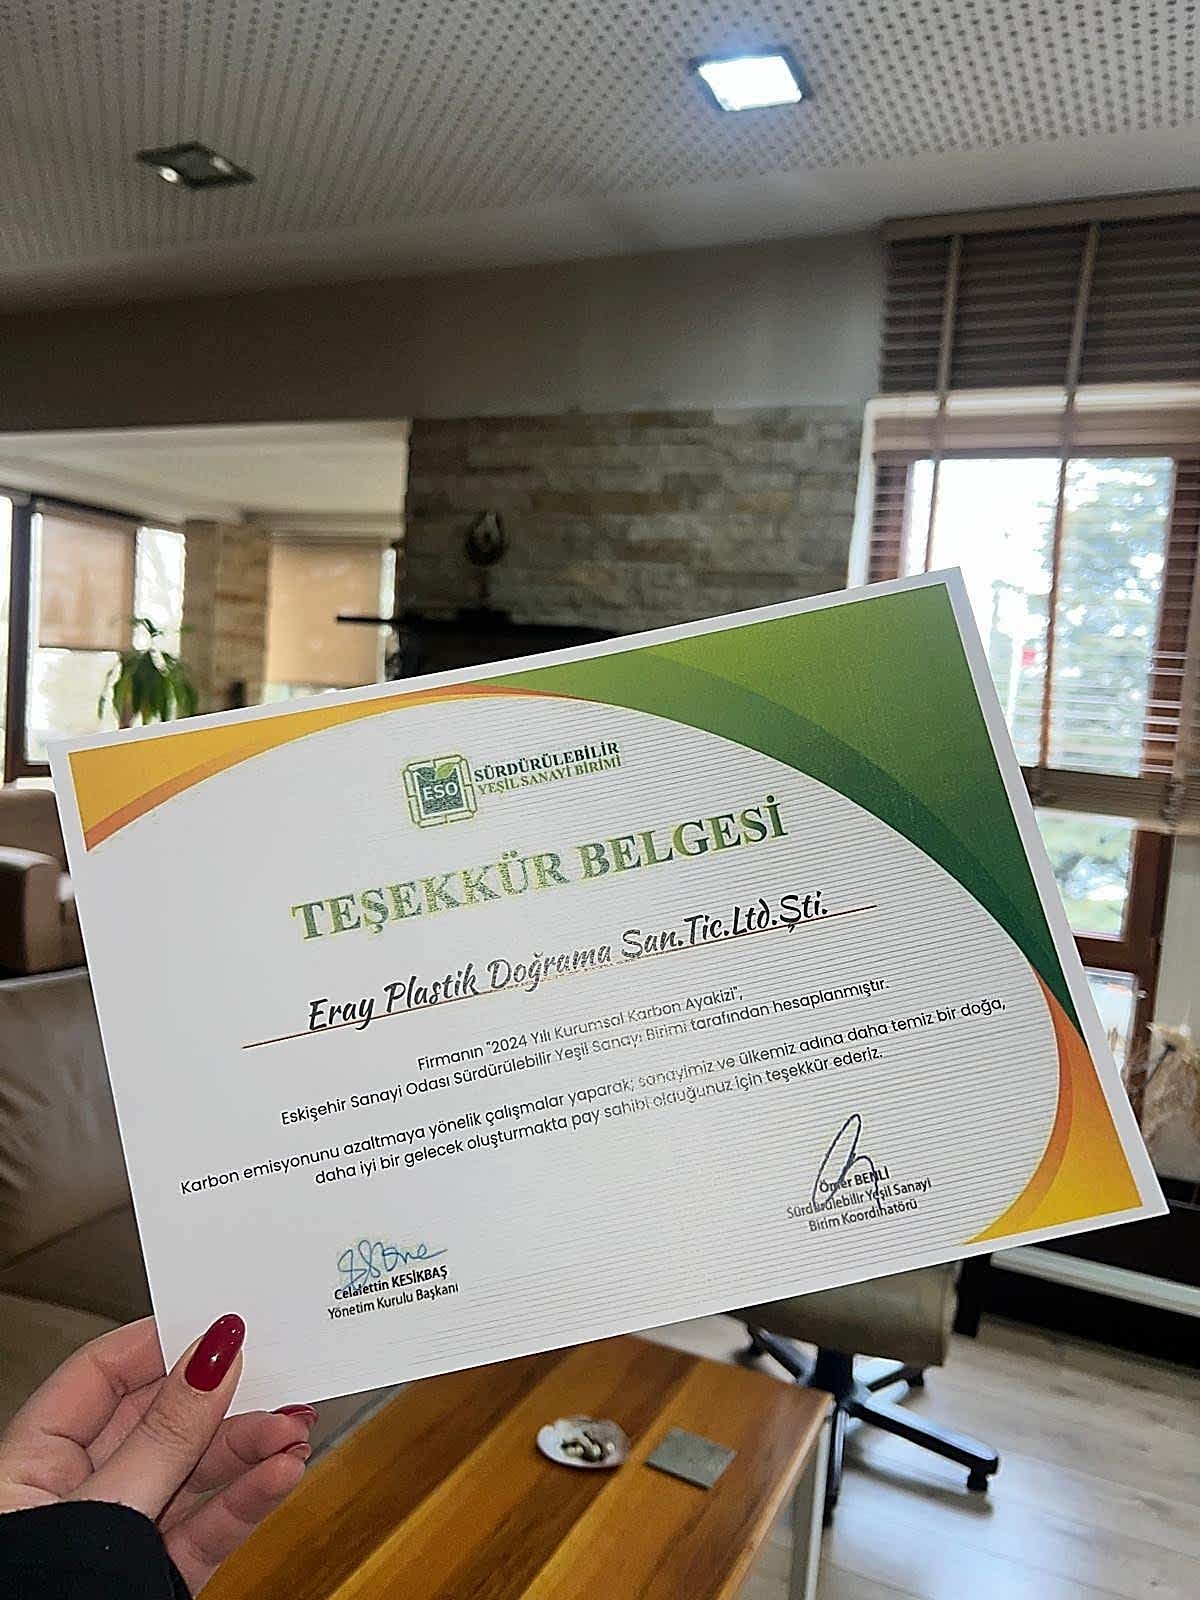 ESO
SÜRDÜRÜLEBİLİR
YEŞİL SANAYİ BİRİMİ
TEŞEKKÜR BELGESİ
Eray Plastik Doğrama San.Tic.Ltd.Şti.
Firmanın "2024 Yılı Kurumsal Karbon Ayakizi",
Eskişehir Sanayi Odası Sürdürülebilir Yeşil Sanayi Birimi tarafından hesaplanmıştır.
Karbon emisyonunu azaltmaya yönelik çalışmalar yaparak; sanayimiz ve ülkemiz adına daha temiz bir doğa,
daha iyi bir gelecek oluşturmakta pay sahibi olduğunuz için teşekkür ederiz.
Ömer BENLİ
Sürdürülebilir Yeşil Sanayi
Birim Koordinatörü
Celalettin KESİKBAŞ
Yönetim Kurulu Başkanı